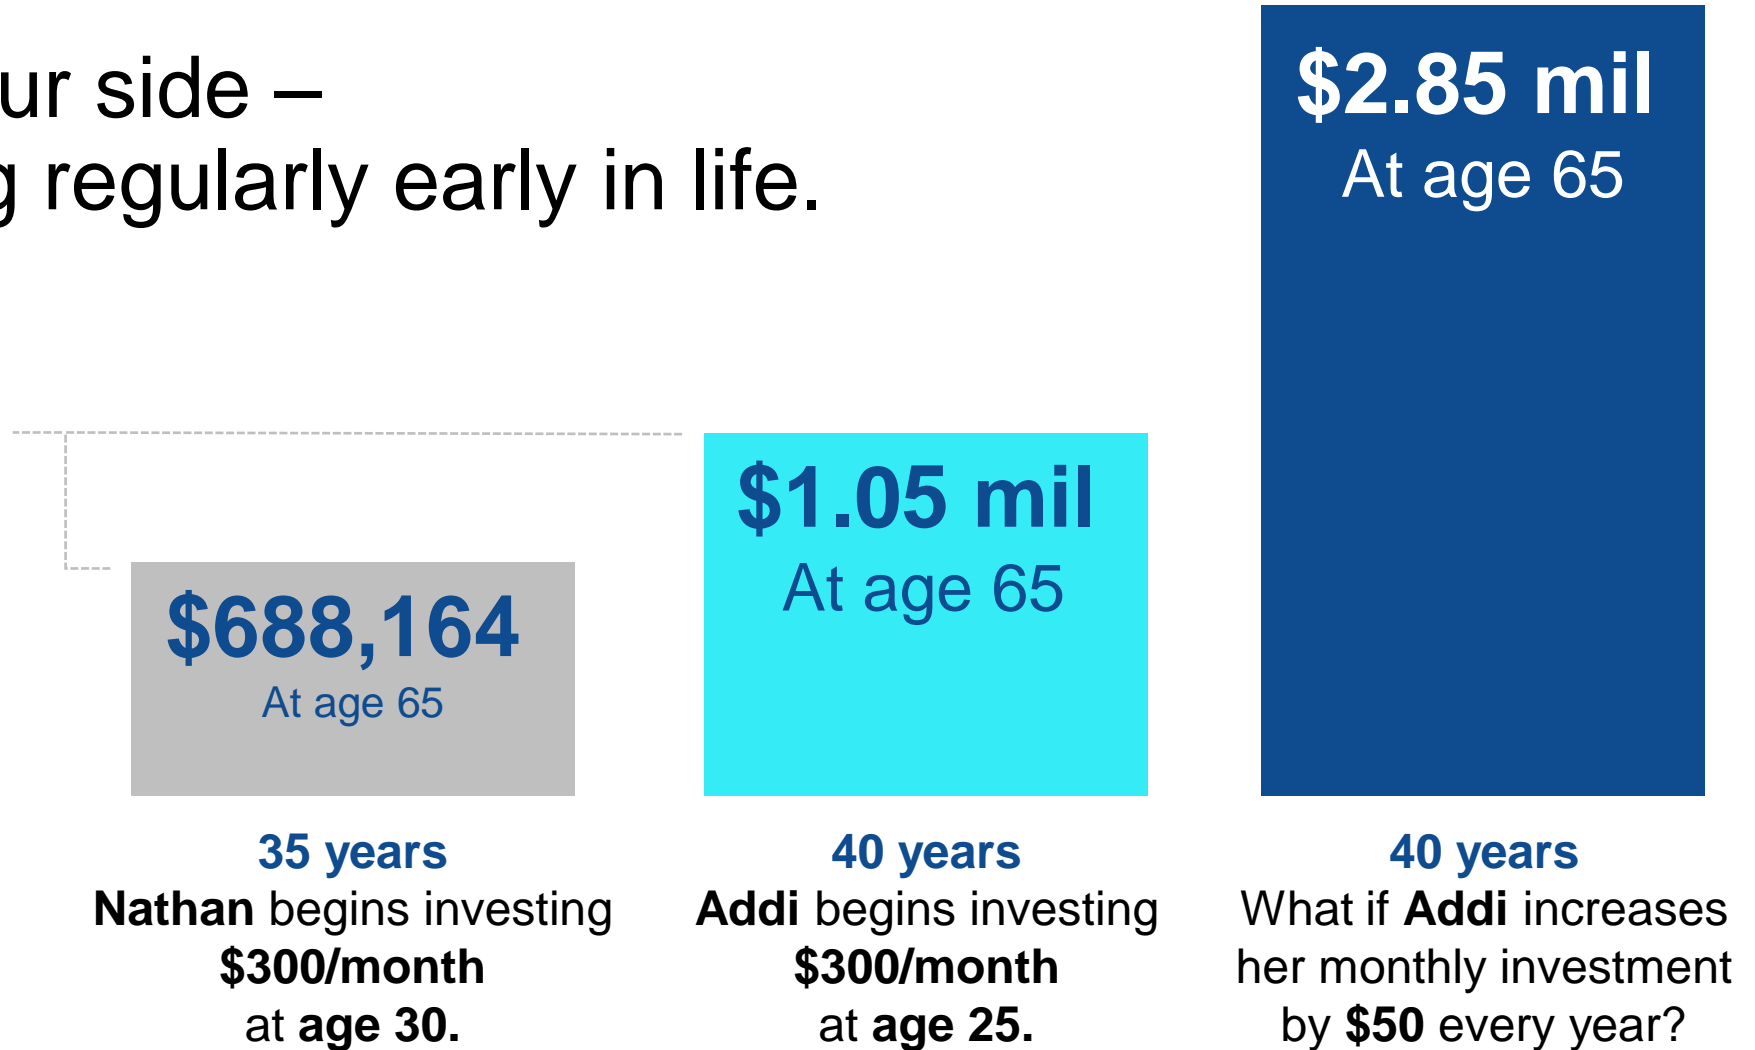 ur side –
g regularly early in life.
$2.85 mil
At age 65
$1.05 mil
At age 65
$688,164
At age 65
35 years
Nathan begins investing
$300/month
at age 30.
40 years
Addi begins investing
$300/month
at age 25.
40 years
What if Addi increases
her monthly investment
by $50 every year?